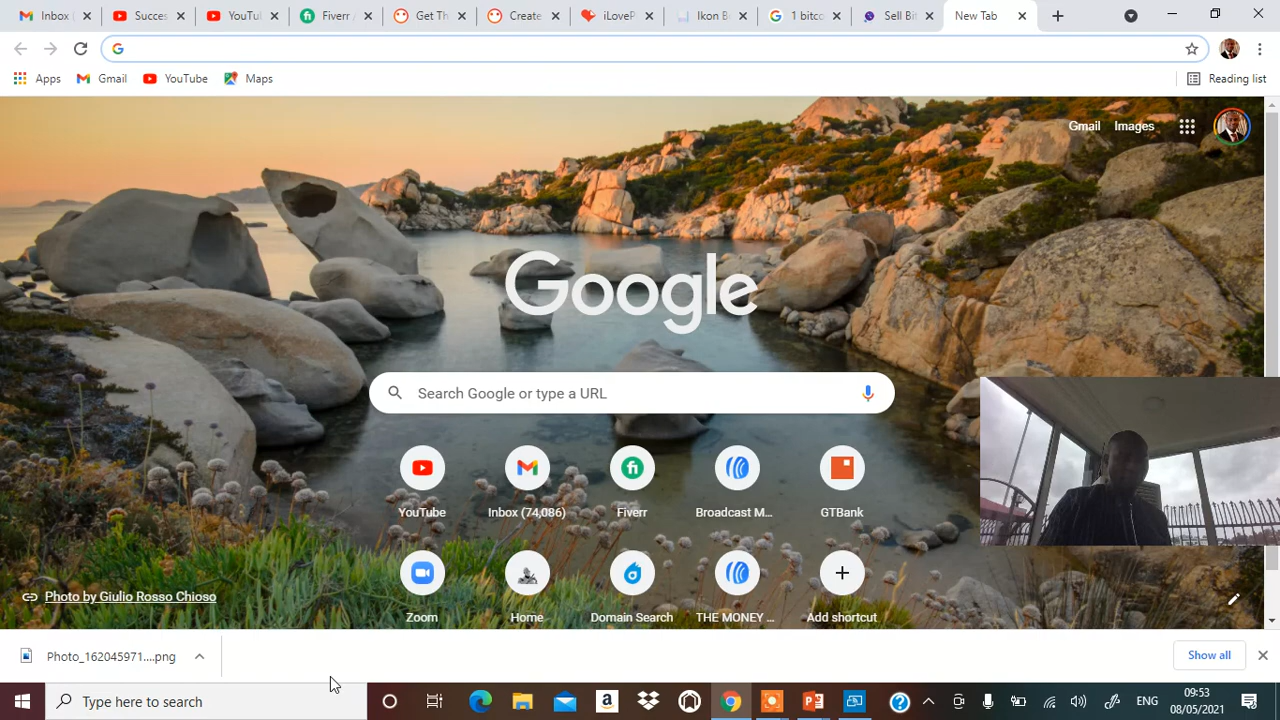 Inbox (
Succes
YouTu
Fiverr /
Get Th
Create
iLoveP
Ikon B
1 bitco
Sell Bit
New Tab
Apps
Gmail
YouTube
Maps
Reading list
Gmail Images
Google
Search Google or type a URL
YouTube
Inbox (74,086)
Fiverr
Broadcast M...
GTBank
Zoom
Home
Domain Search
THE MONEY ...
Add shortcut
Photo by Giulio Rosso Chioso
Photo_162045971....png
Show all
Type here to search
ENG
09:53
08/05/2021